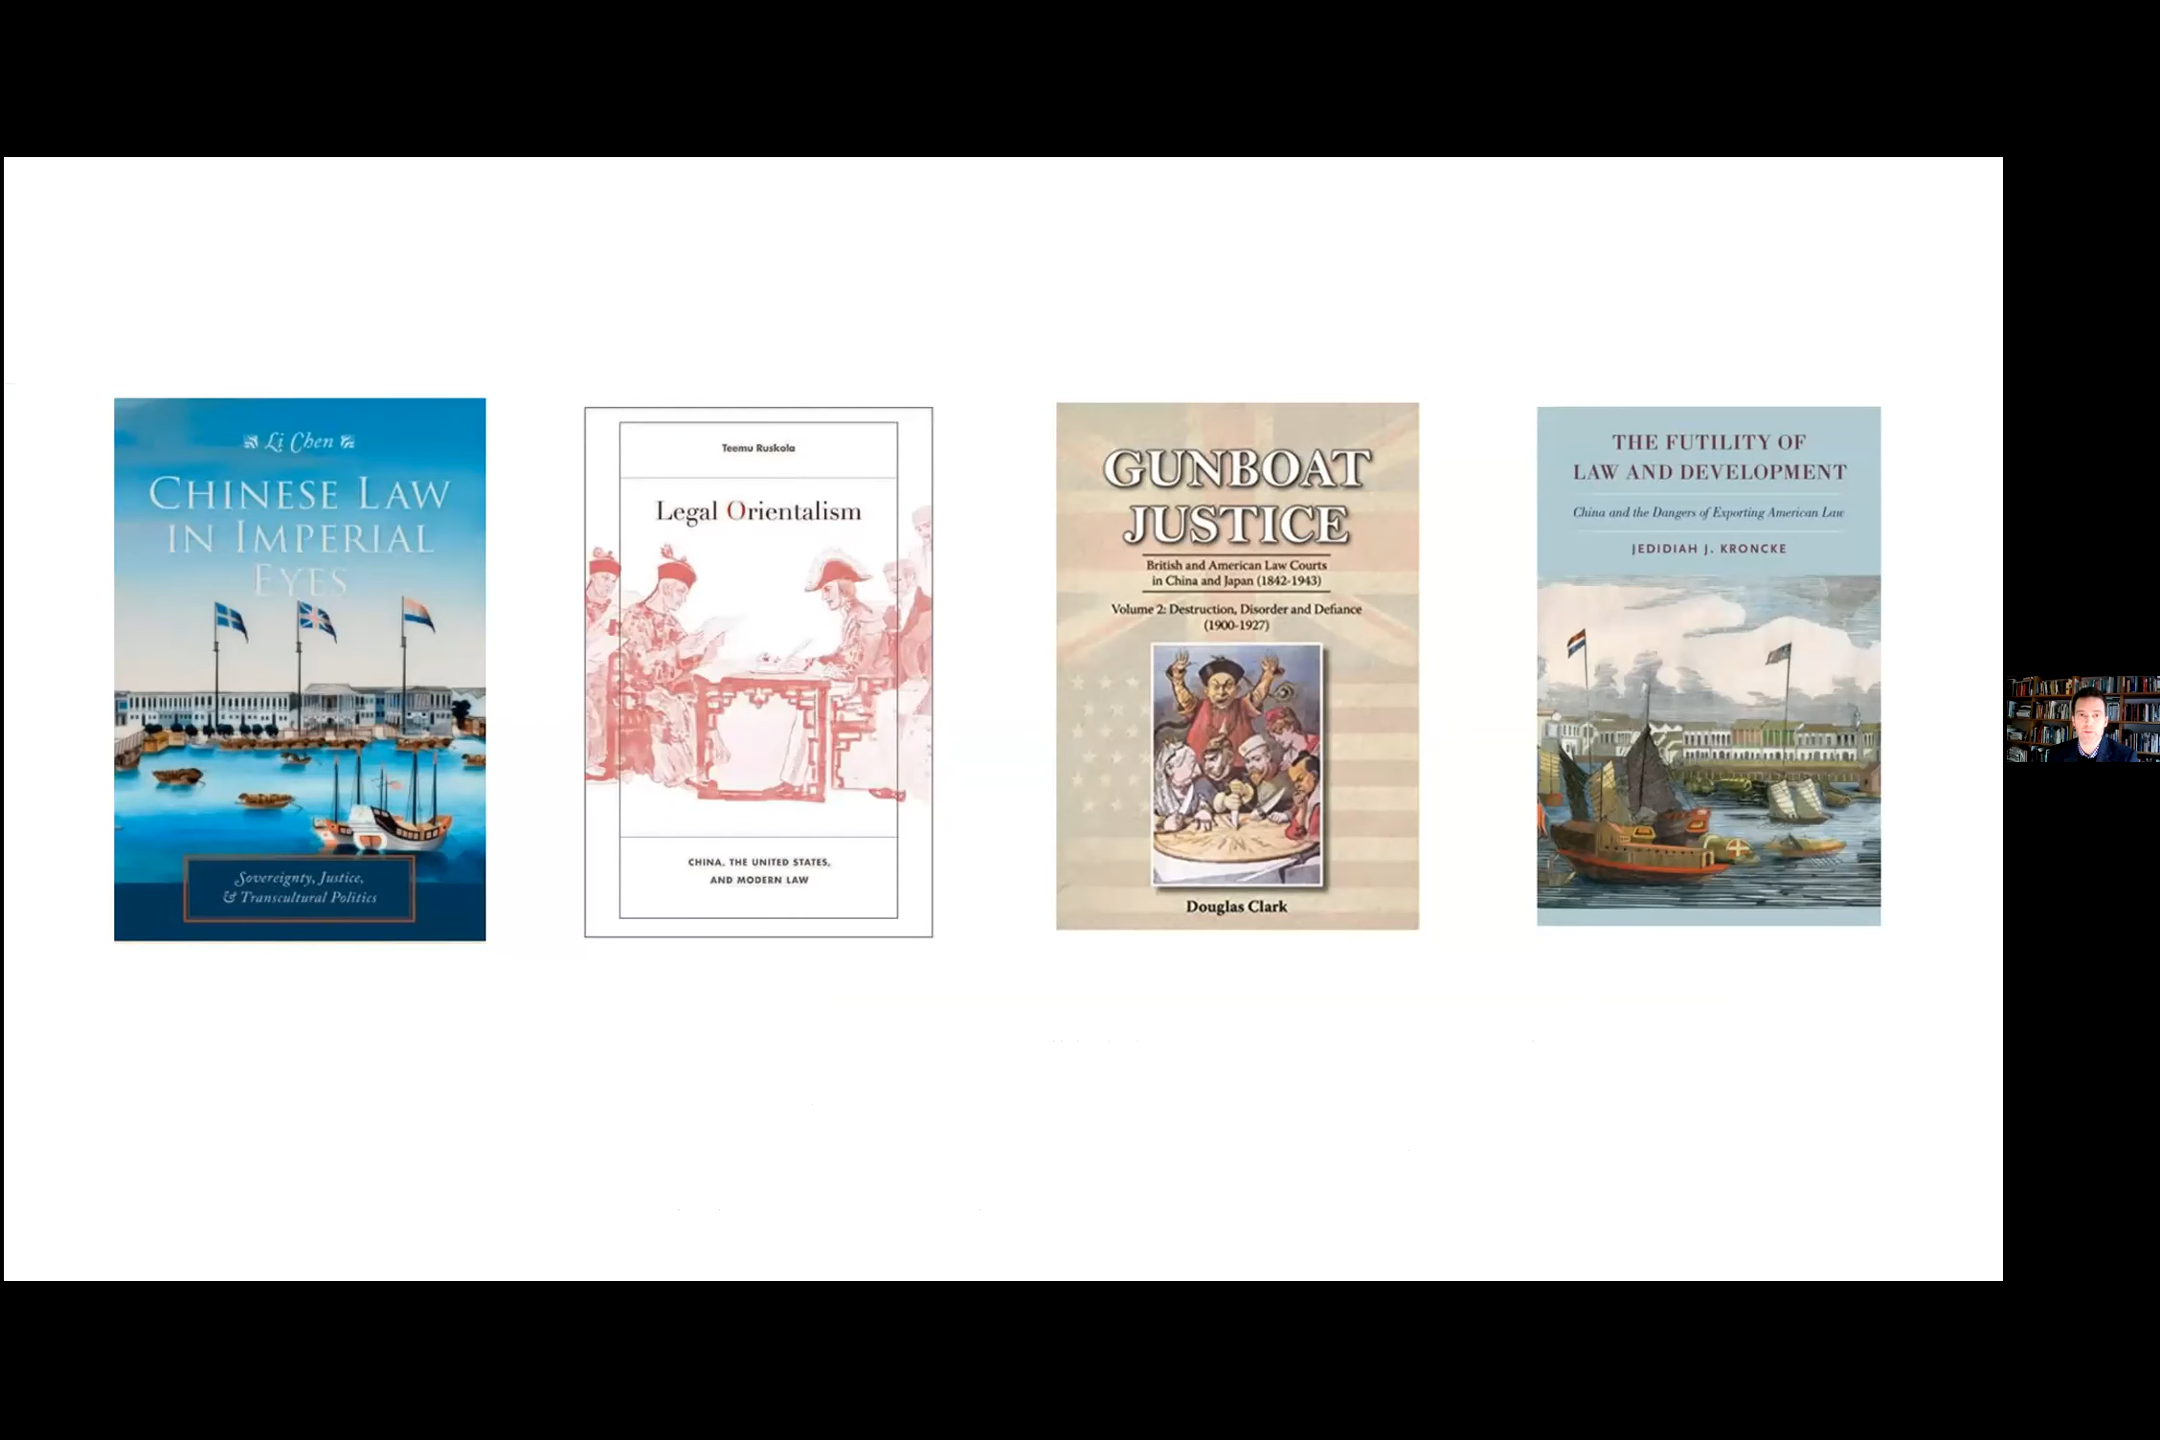 Li Chen
CHINESE LAW
IN IMPERIAL
EYES
Sovereignty, Justice,
& Transcultural Politics
Teemu Ruskola
Legal Orientalism
CHINA, THE UNITED STATES,
AND MODERN LAW
GUNBOAT
JUSTICE
British and American Law Courts
in China and Japan (1842-1943)
Volume 2: Destruction, Disorder and Defiance
(1900-1927)
Douglas Clark
THE FUTILITY OF
LAW AND DEVELOPMENT
China and the Dangers of Exporting American Law
JEDIDIAH J. KRONCKE